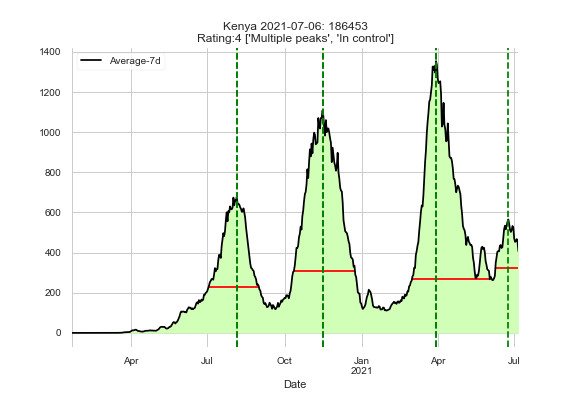 Kenya 2021-07-06: 186453
Rating:4 ['Multiple peaks', 'In control']
1400
Average-7d
1200
1000
800
600
400
200
0
Apr
Jul
Oct
Jan
2021
Apr
Jul
Date